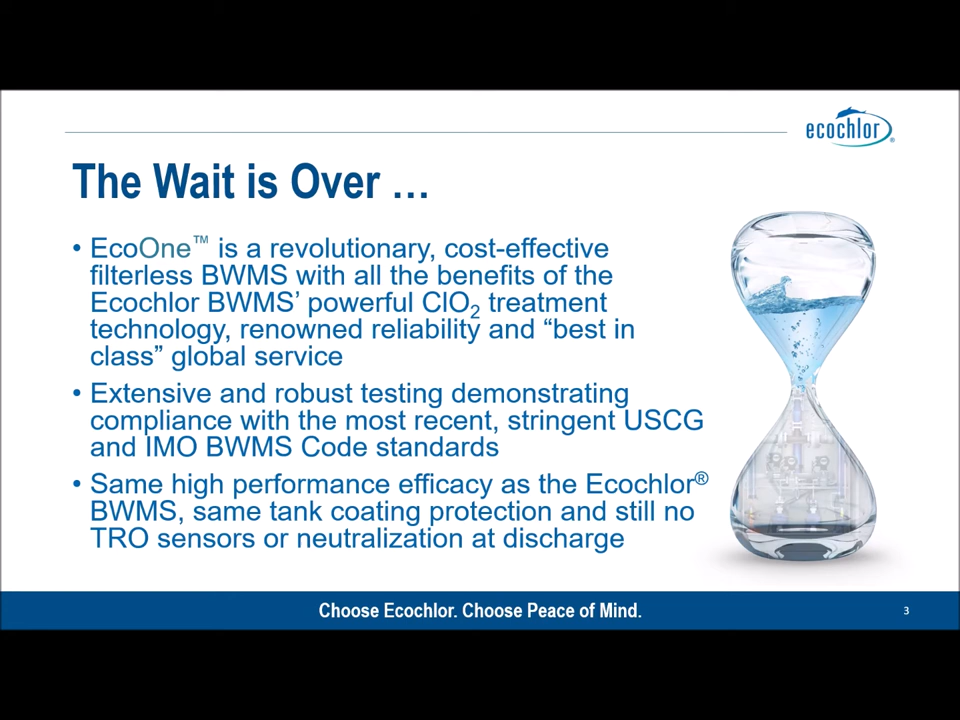 ecochlor®
The Wait is Over …
• EcoOne™ is a revolutionary, cost-effective
filterless BWMS with all the benefits of the
Ecochlor BWMS’ powerful ClO₂ treatment
technology, renowned reliability and “best in
class” global service
• Extensive and robust testing demonstrating
compliance with the most recent, stringent USCG
and IMO BWMS Code standards
• Same high performance efficacy as the Ecochlor®
BWMS, same tank coating protection and still no
TRO sensors or neutralization at discharge
Choose Ecochlor. Choose Peace of Mind.
3